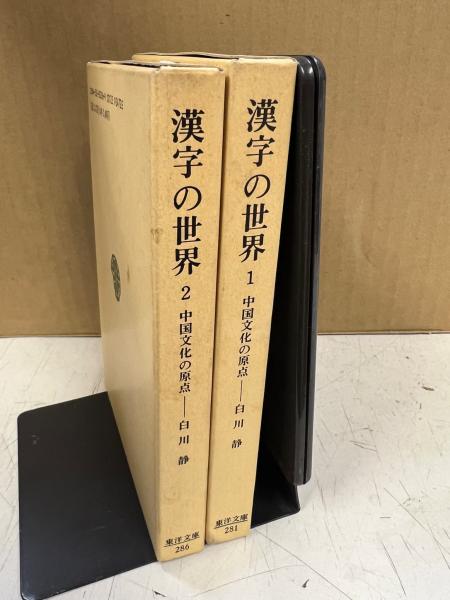 漢字の世界 1 中国文化の原点――白川 静
東洋文庫
281
漢字の世界 2 中国文化の原点――白川 静
東洋文庫
286